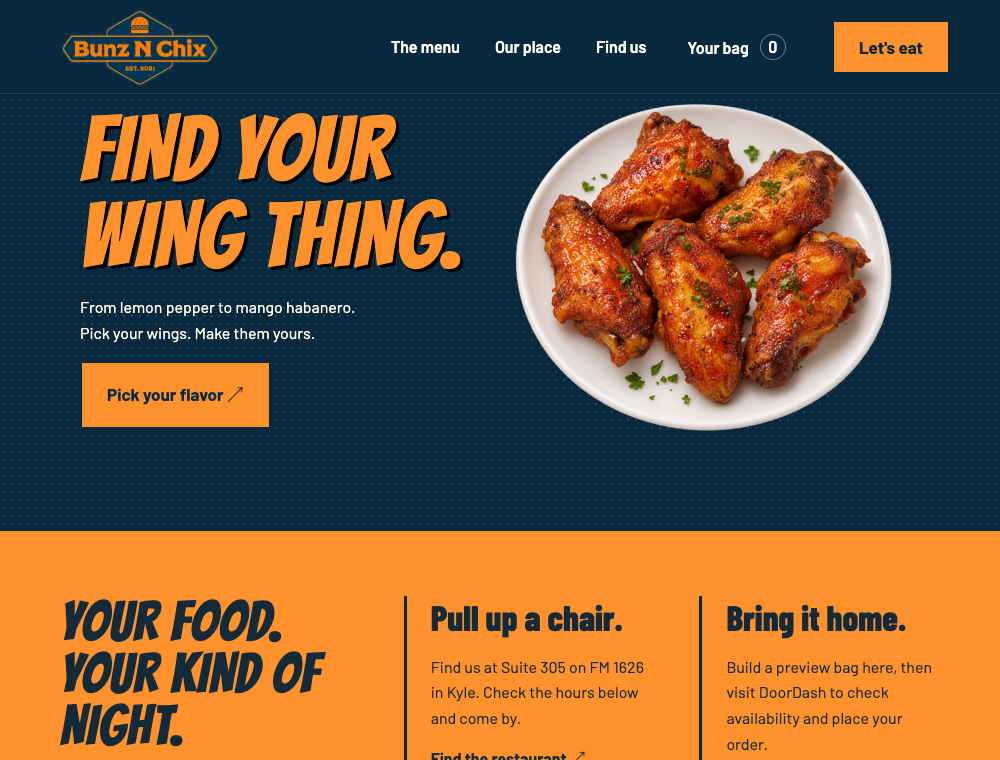 Bunz N Chix
EST. 2021
The menu
Our place
Find us
Your bag 0
Let's eat
FIND YOUR
WING THING.
From lemon pepper to mango habanero.
Pick your wings. Make them yours.
Pick your flavor ↗
YOUR FOOD.
YOUR KIND OF
NIGHT.
Pull up a chair.
Find us at Suite 305 on FM 1626
in Kyle. Check the hours below
and come by.
Find the restaurant ↗
Bring it home.
Build a preview bag here, then
visit DoorDash to check
availability and place your
order.